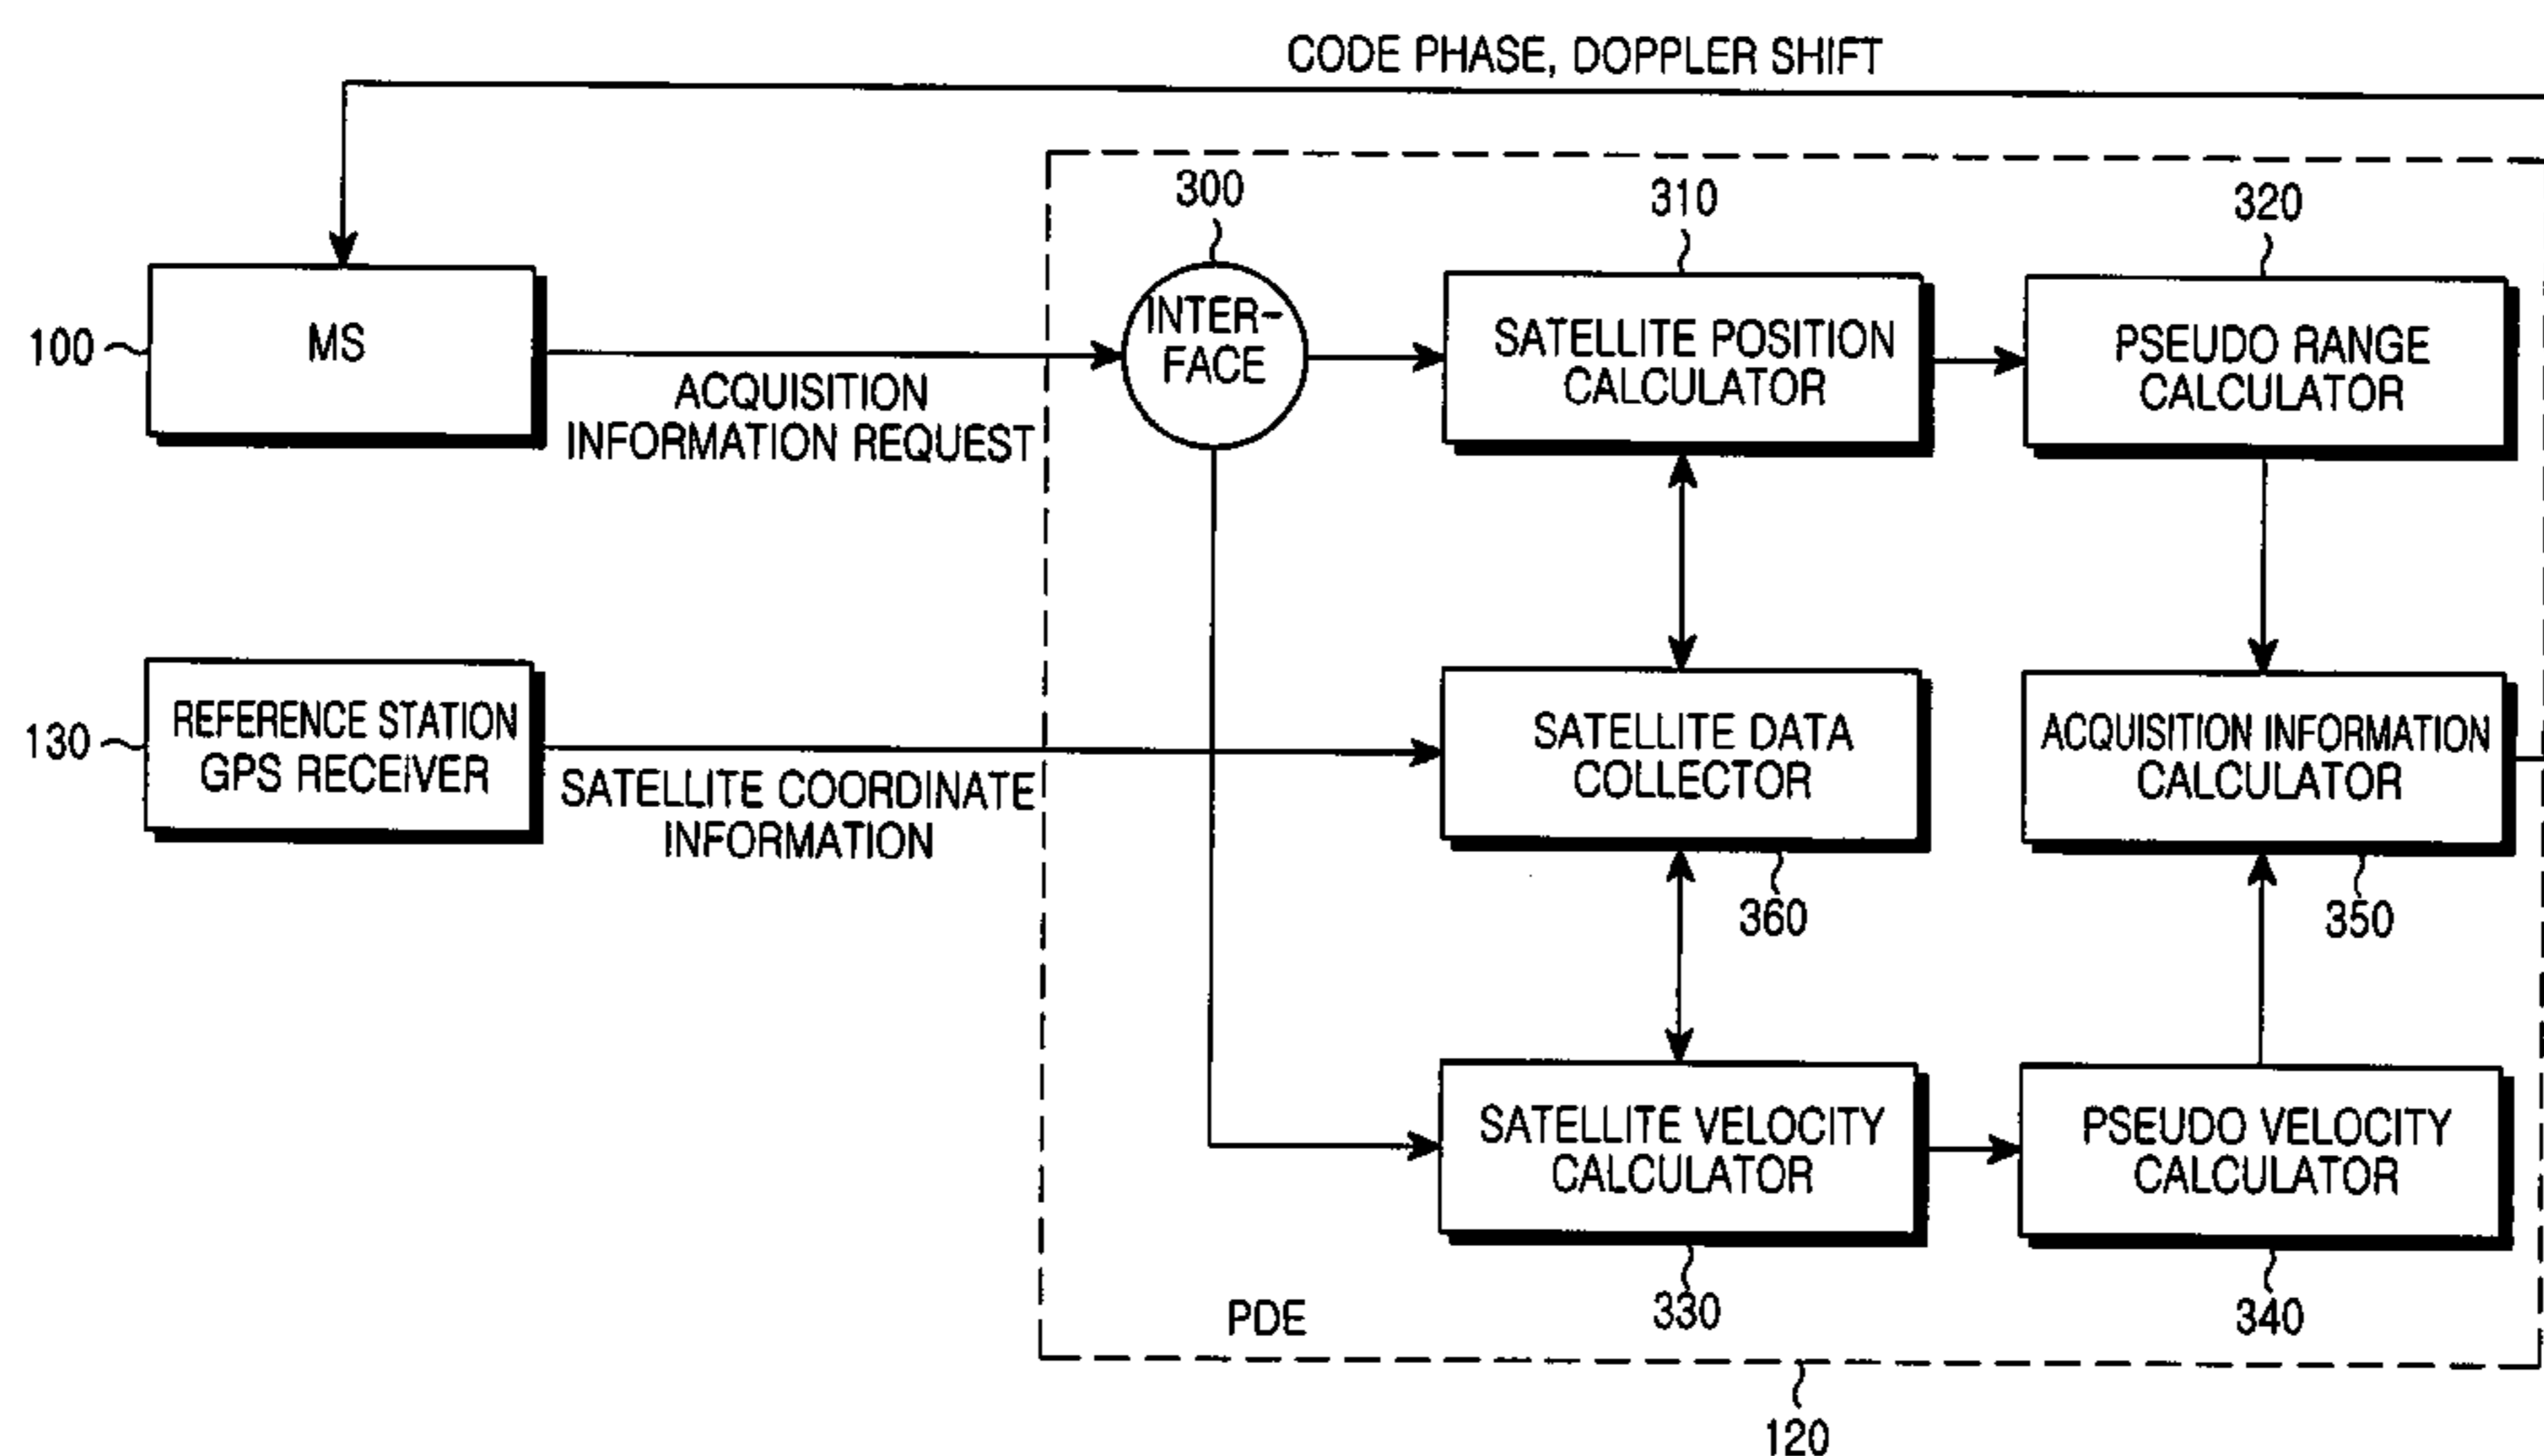 CODE PHASE, DOPPLER SHIFT
300
310
320
100
MS
INTER-
FACE
SATELLITE POSITION
CALCULATOR
PSEUDO RANGE
CALCULATOR
ACQUISITION
INFORMATION REQUEST
130
REFERENCE STATION
GPS RECEIVER
SATELLITE COORDINATE
INFORMATION
SATELLITE DATA
COLLECTOR
ACQUISITION INFORMATION
CALCULATOR
360
350
SATELLITE VELOCITY
CALCULATOR
PSEUDO VELOCITY
CALCULATOR
PDE
330
340
120